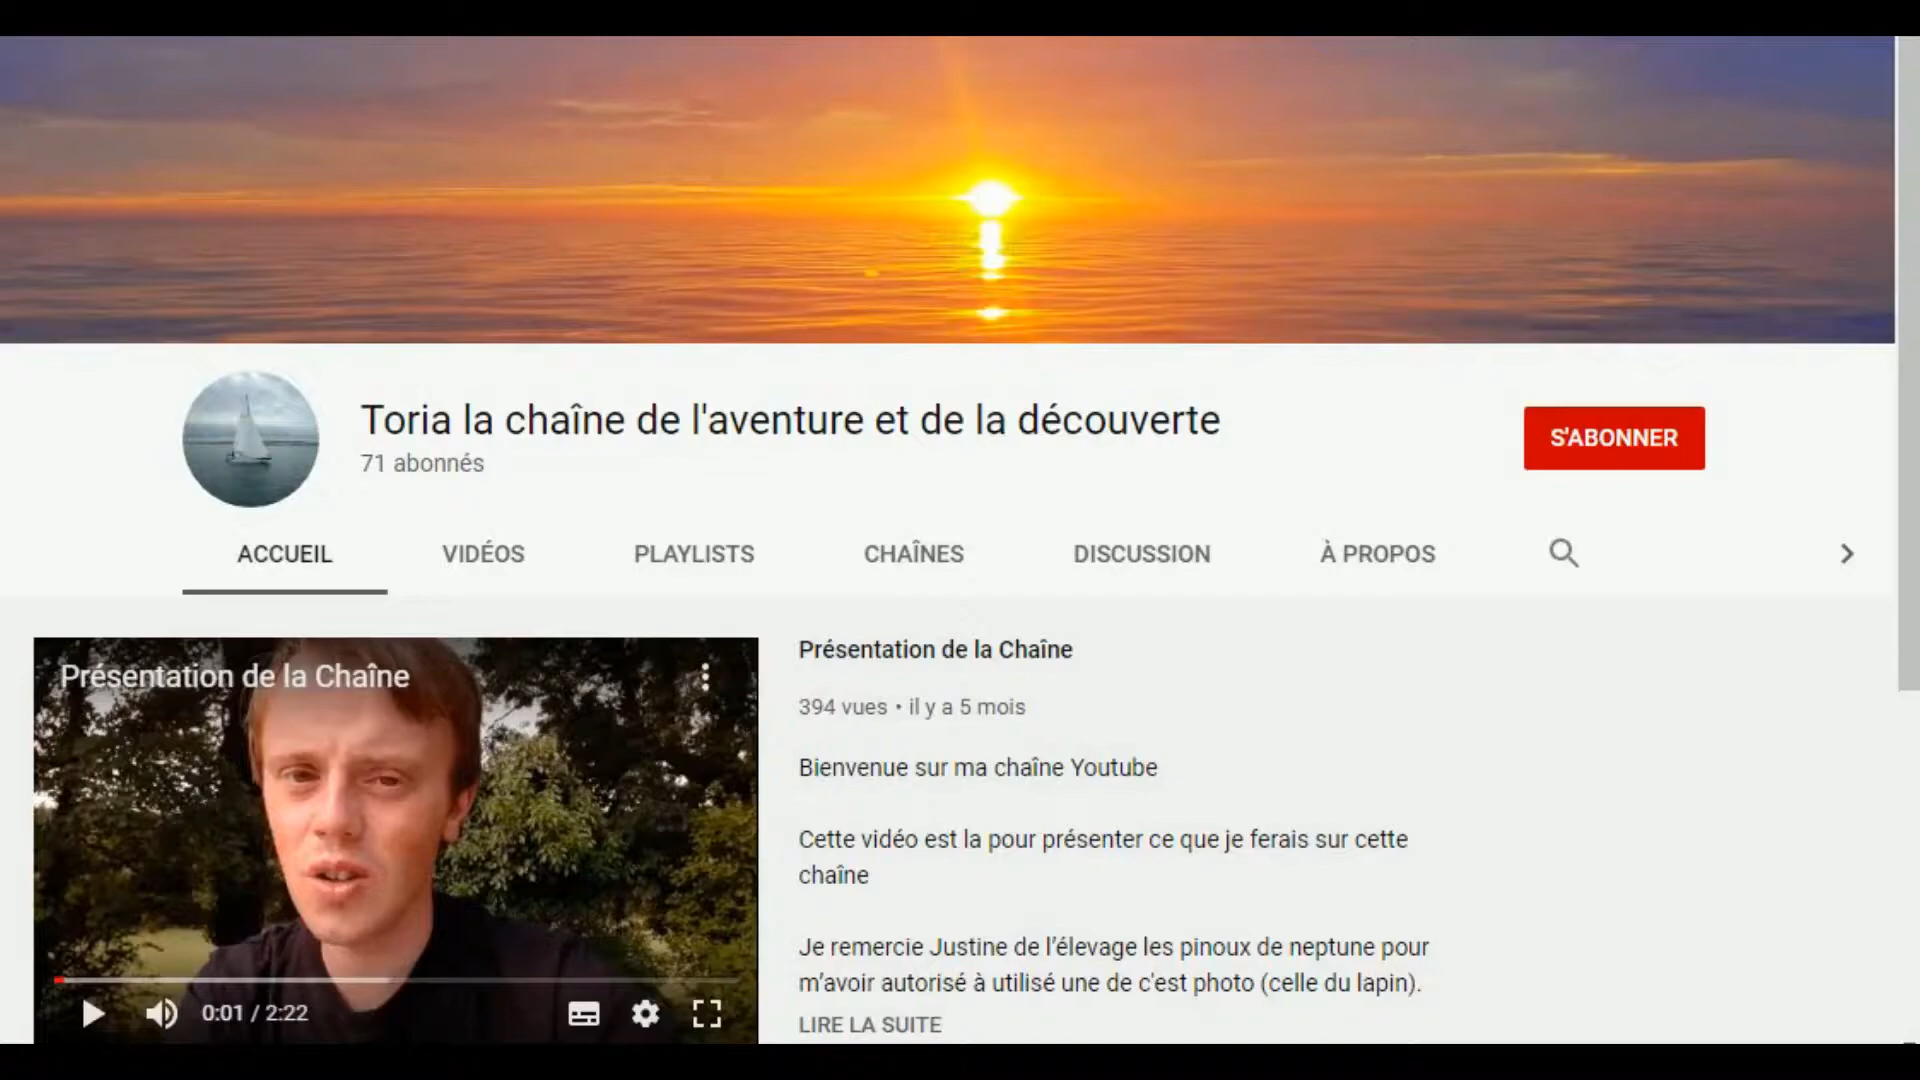 Toria la chaîne de l'aventure et de la découverte
71 abonnés
S'ABONNER
ACCUEIL
VIDÉOS
PLAYLISTS
CHAÎNES
DISCUSSION
À PROPOS
Présentation de la Chaîne
0:01 / 2:22
Présentation de la Chaîne
394 vues • il y a 5 mois
Bienvenue sur ma chaîne Youtube
Cette vidéo est la pour présenter ce que je ferais sur cette
chaîne
Je remercie Justine de l'élevage les pinoux de neptune pour
m'avoir autorisé à utilisé une de c'est photo (celle du lapin).
LIRE LA SUITE